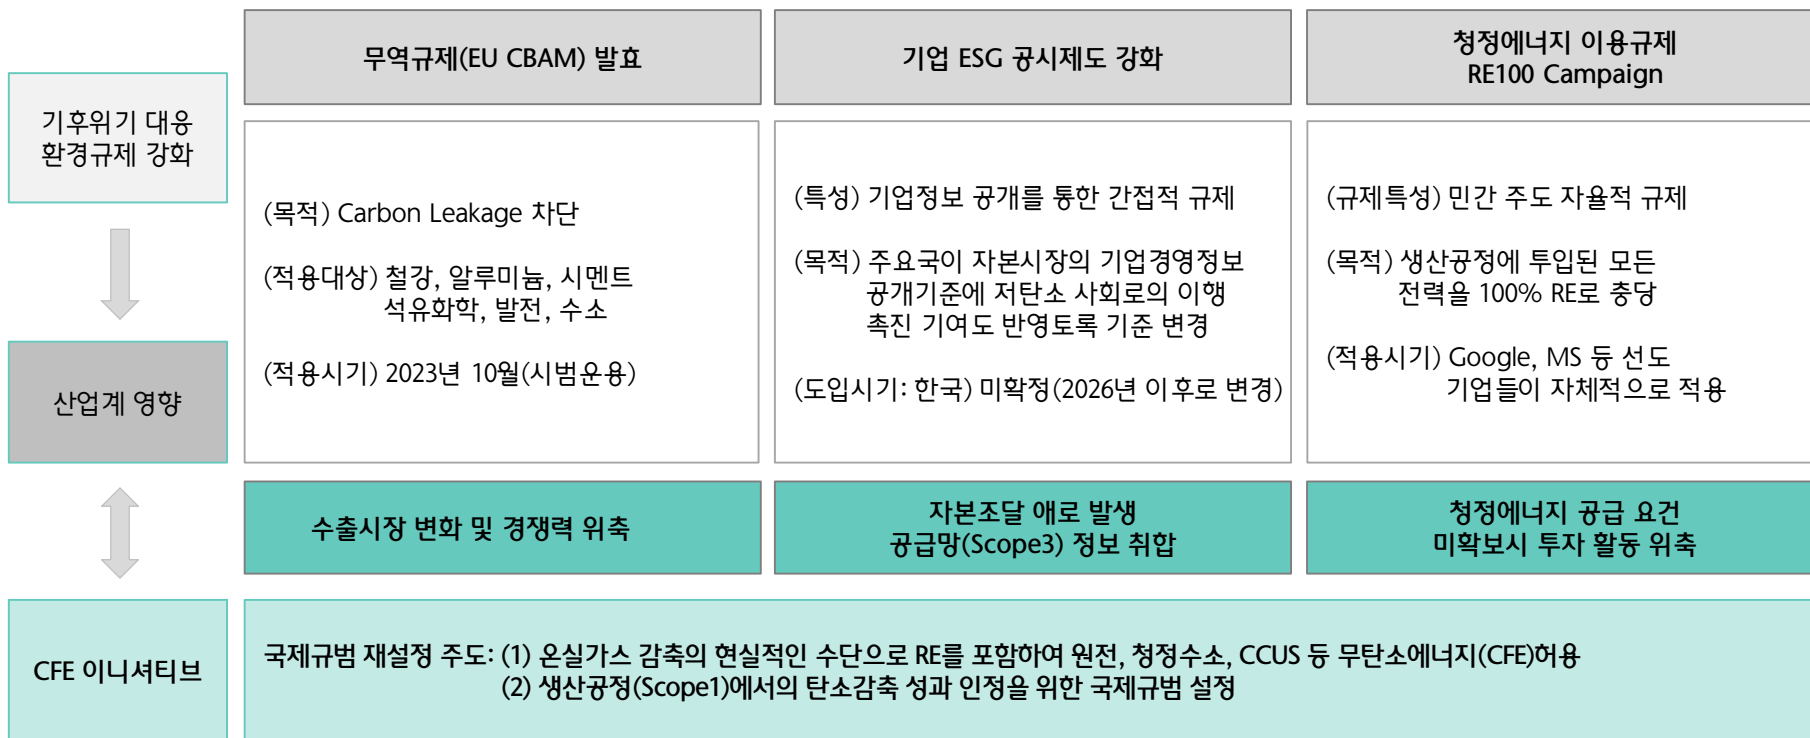 기후위기 대응
환경규제 강화
산업계 영향
CFE 이니셔티브
무역규제(EU CBAM) 발효
(목적) Carbon Leakage 차단
(적용대상) 철강, 알루미늄, 시멘트
석유화학, 발전, 수소
(적용시기) 2023년 10월(시범운용)
수출시장 변화 및 경쟁력 위축
기업 ESG 공시제도 강화
(특성) 기업정보 공개를 통한 간접적 규제
(목적) 주요국이 자본시장의 기업경영정보
공개기준에 저탄소 사회로의 이행
촉진 기여도 반영토록 기준 변경
(도입시기: 한국) 미확정(2026년 이후로 변경)
자본조달 애로 발생
공급망(Scope3) 정보 취합
청정에너지 이용규제
RE100 Campaign
(규제특성) 민간 주도 자율적 규제
(목적) 생산공정에 투입된 모든
전력을 100% RE로 충당
(적용시기) Google, MS 등 선도
기업들이 자체적으로 적용
청정에너지 공급 요건
미확보시 투자 활동 위축
국제규범 재설정 주도: (1) 온실가스 감축의 현실적인 수단으로 RE를 포함하여 원전, 청정수소, CCUS 등 무탄소에너지(CFE)허용
(2) 생산공정(Scope1)에서의 탄소감축 성과 인정을 위한 국제규범 설정